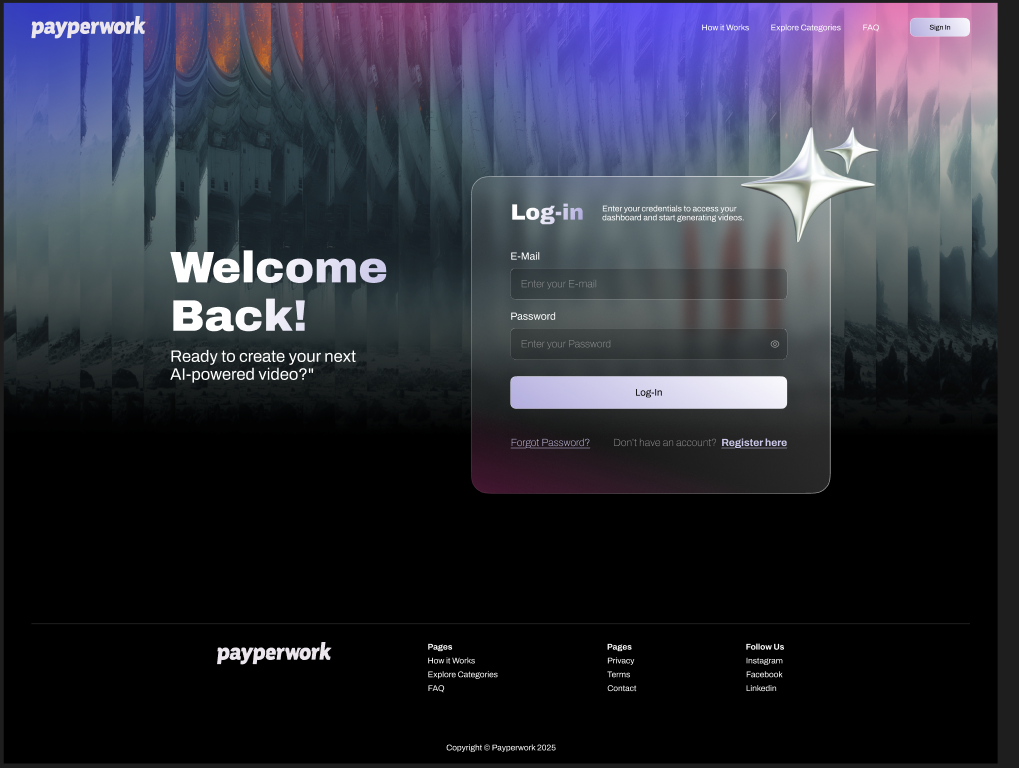 payperwork
How it Works
Explore Categories
FAQ
Sign In
Welcome
Back!
Ready to create your next
AI-powered video?"
Log-in
Enter your credentials to access your
dashboard and start generating videos.
E-Mail
Enter your E-mail
Password
Enter your Password
Log-In
Forgot Password?
Don't have an account? Register here
payperwork
Pages
How it Works
Explore Categories
FAQ
Pages
Privacy
Terms
Contact
Follow Us
Instagram
Facebook
Linkedin
Copyright © Payperwork 2025